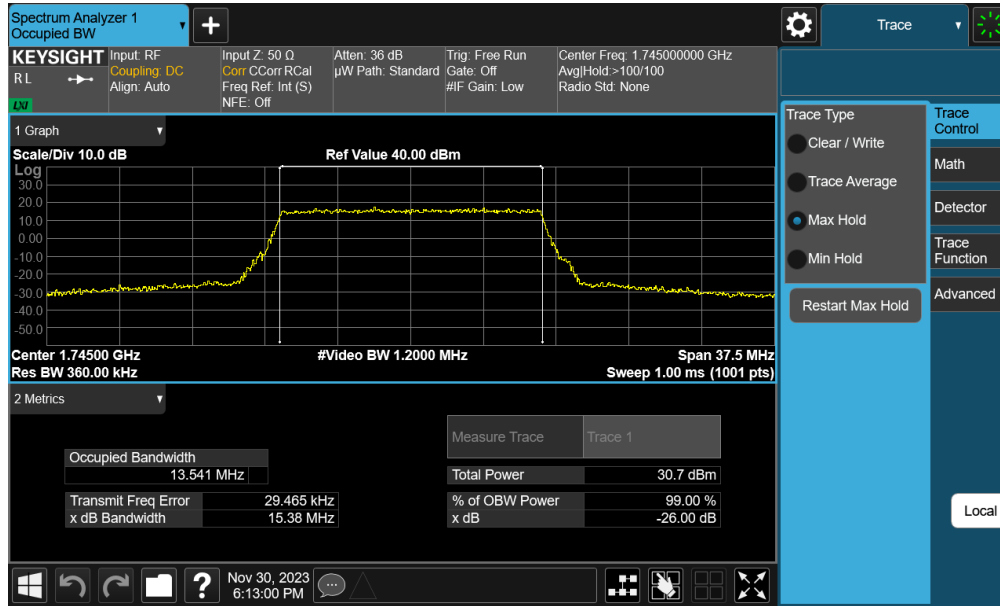 Spectrum Analyzer 1
Occupied BW
Trace
KEYSIGHT
RL
LXI
Input: RF
Coupling: DC
Align: Auto
Input Z: 50 Ω
Corr CCorr RCal
Freq Ref: Int (S)
NFE: Off
Atten: 36 dB
µW Path: Standard
Trig: Free Run
Gate: Off
#IF Gain: Low
Center Freq: 1.745000000 GHz
Avg|Hold:>100/100
Radio Std: None
1 Graph
Scale/Div 10.0 dB
Ref Value 40.00 dBm
Log
30.0
20.0
10.0
0.00
-10.0
-20.0
-30.0
-40.0
-50.0
Center 1.74500 GHz
#Video BW 1.2000 MHz
Span 37.5 MHz
Res BW 360.00 kHz
Sweep 1.00 ms (1001 pts)
2 Metrics
Measure Trace Trace 1
Occupied Bandwidth
13.541 MHz
Total Power 30.7 dBm
Transmit Freq Error 29.465 kHz
% of OBW Power 99.00 %
x dB Bandwidth 15.38 MHz
x dB -26.00 dB
Trace Type
Clear / Write
Trace Average
Max Hold
Min Hold
Restart Max Hold
Trace
Control
Math
Detector
Trace
Function
Advanced
Local
?
Nov 30, 2023
6:13:00 PM